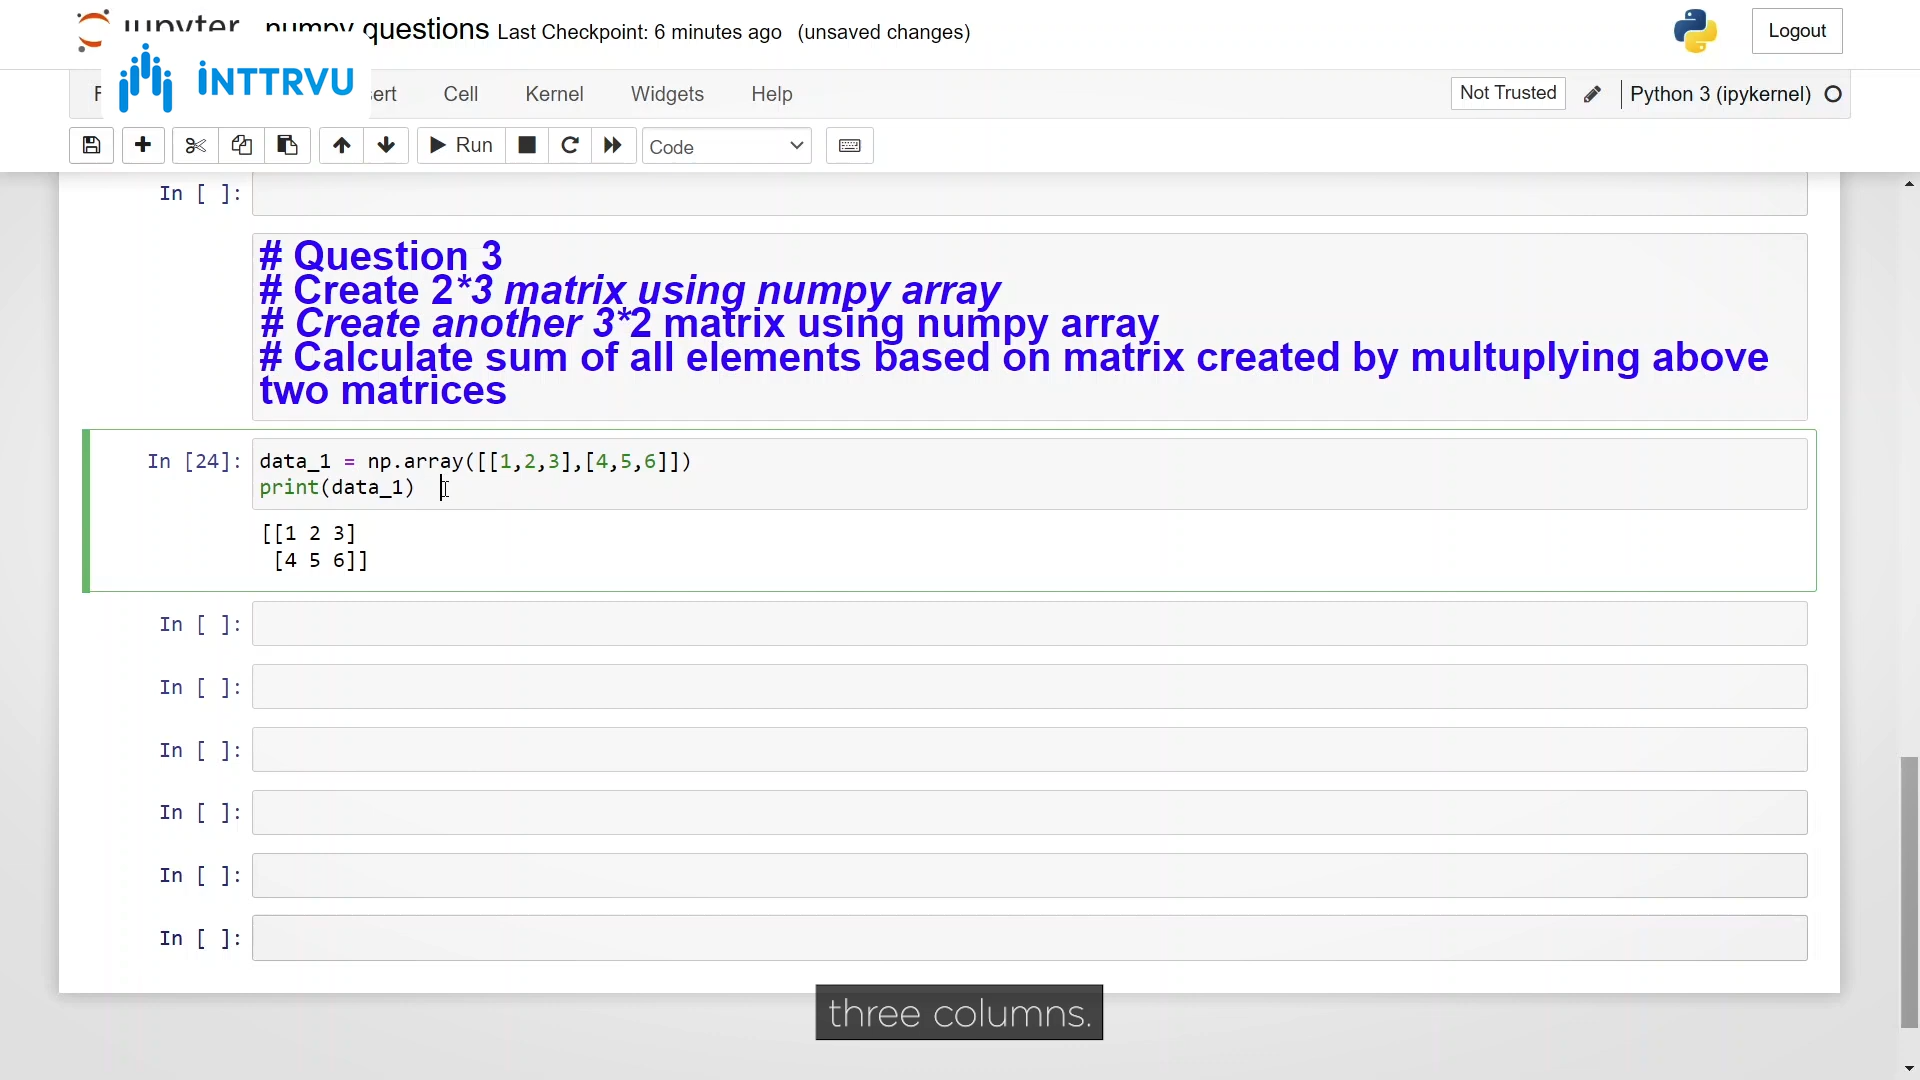 numpy questions Last Checkpoint: 6 minutes ago (unsaved changes)
Logout
iNTTRVU
Cell Kernel Widgets Help
Not Trusted
Python 3 (ipykernel)
Run
Code
In [ ]:
# Question 3
# Create 2*3 matrix using numpy array
# Create another 3*2 matrix using numpy array
# Calculate sum of all elements based on matrix created by multuplying above
two matrices
In [24]: data_1 = np.array([[1,2,3],[4,5,6]])
print(data_1)
[[1 2 3]
[4 5 6]]
In [ ]:
In [ ]:
In [ ]:
In [ ]:
In [ ]:
In [ ]:
three columns.